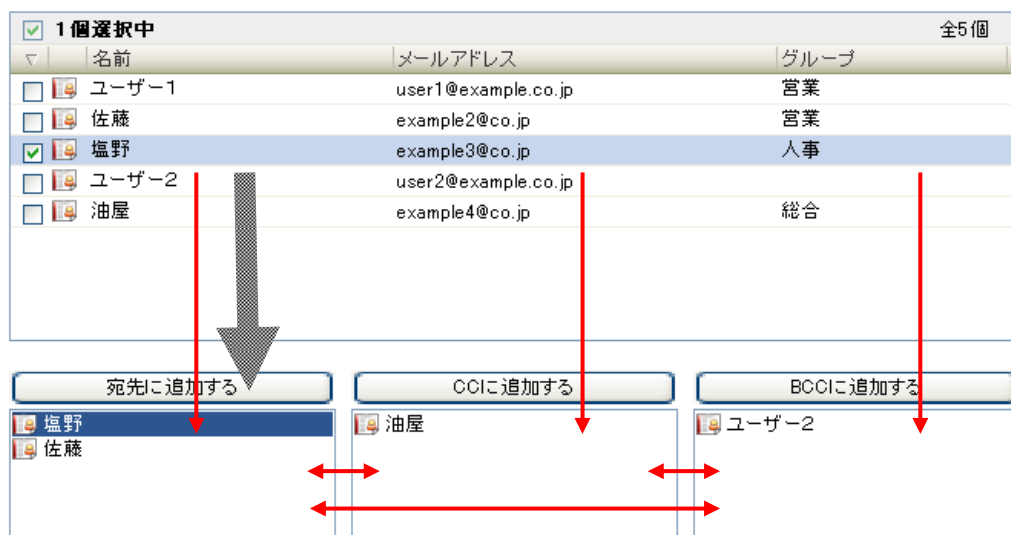 1個選択中 全5個
名前 メールアドレス グループ
ユーザー1 user1@example.co.jp 営業
佐藤 example2@co.jp 営業
塩野 example3@co.jp 人事
ユーザー2 user2@example.co.jp
油屋 example4@co.jp 総合
宛先に追加する CCに追加する BCCに追加する
塩野 油屋 ユーザー2
佐藤